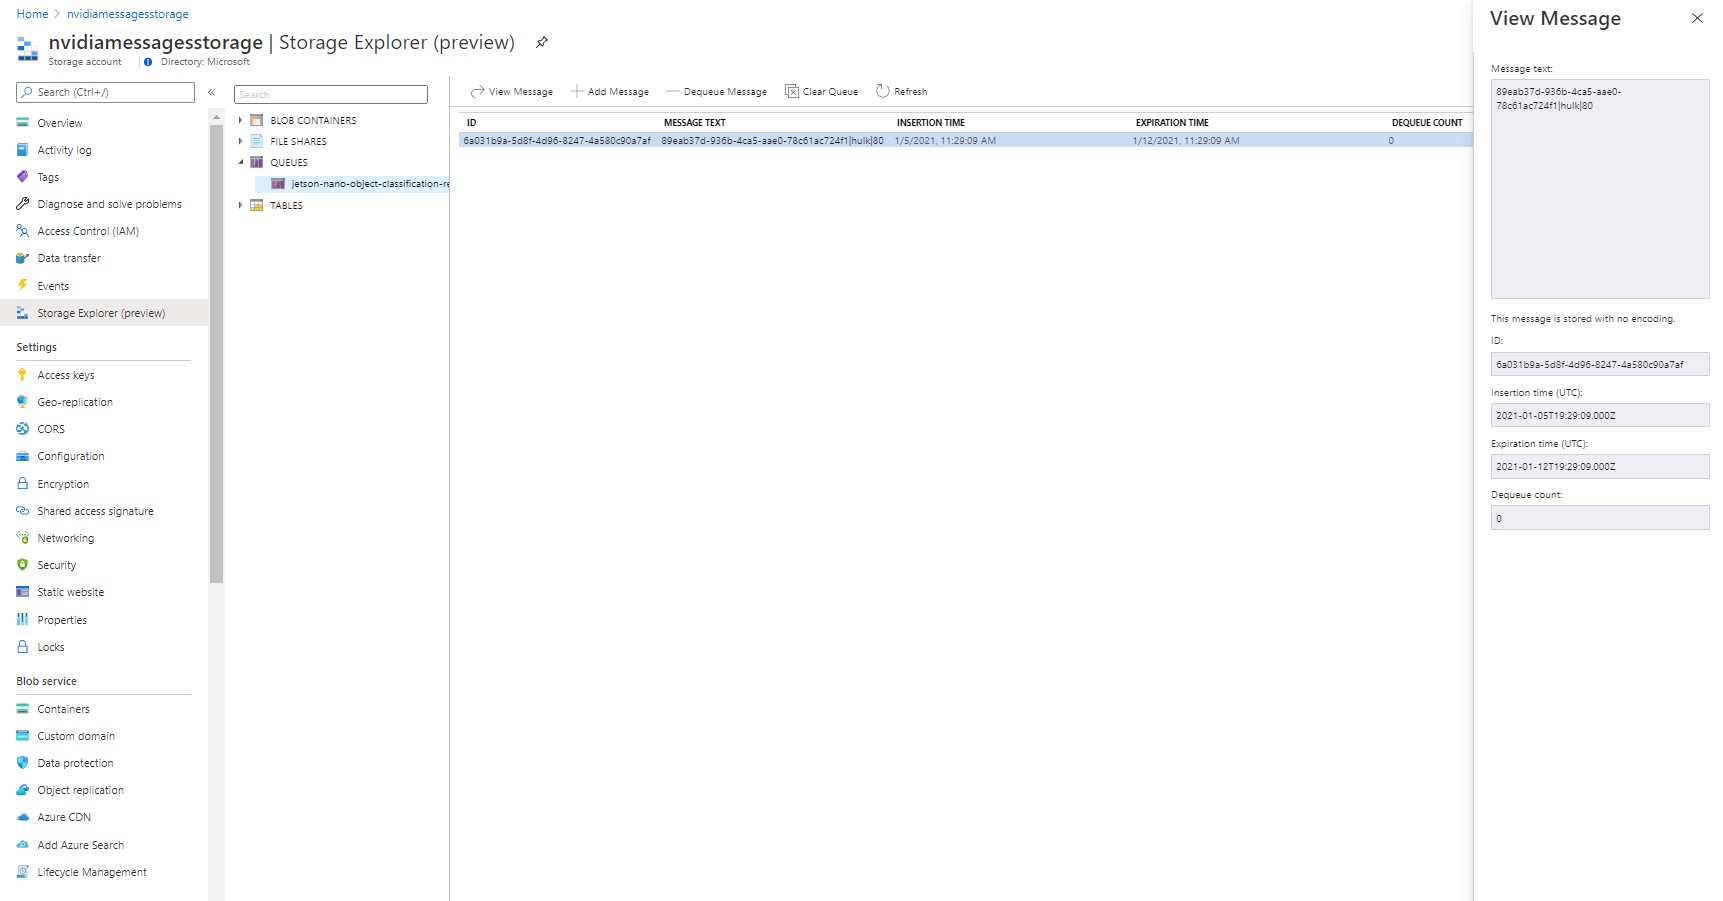 Home > nvidiamessagesstorage
nvidiamessagesstorage | Storage Explorer (preview)
Storage account
Directory: Microsoft
Search (Ctrl+/)
«
Overview
Activity log
Tags
Diagnose and solve problems
Access Control (IAM)
Data transfer
Events
Storage Explorer (preview)
Settings
Access keys
Geo-replication
CORS
Configuration
Encryption
Shared access signature
Networking
Security
Static website
Properties
Locks
Blob service
Containers
Custom domain
Data protection
Object replication
Azure CDN
Add Azure Search
Lifecycle Management
Search
BLOB CONTAINERS
FILE SHARES
QUEUES
jetson-nano-object-classification-re
TABLES
View Message
Add Message
Dequeue Message
Clear Queue
Refresh
ID MESSAGE TEXT INSERTION TIME EXPIRATION TIME DEQUEUE COUNT
6a031b9a-5d8f-4d96-8247-4a580c90a7af 89eab37d-936b-4ca5-aae0-78c61ac724f1|hulk|80 1/5/2021, 11:29:09 AM 1/12/2021, 11:29:09 AM 0
View Message
Message text:
89eab37d-936b-4ca5-aae0-
78c61ac724f1|hulk|80
This message is stored with no encoding.
ID:
6a031b9a-5d8f-4d96-8247-4a580c90a7af
Insertion time (UTC):
2021-01-05T19:29:09.000Z
Expiration time (UTC):
2021-01-12T19:29:09.000Z
Dequeue count:
0